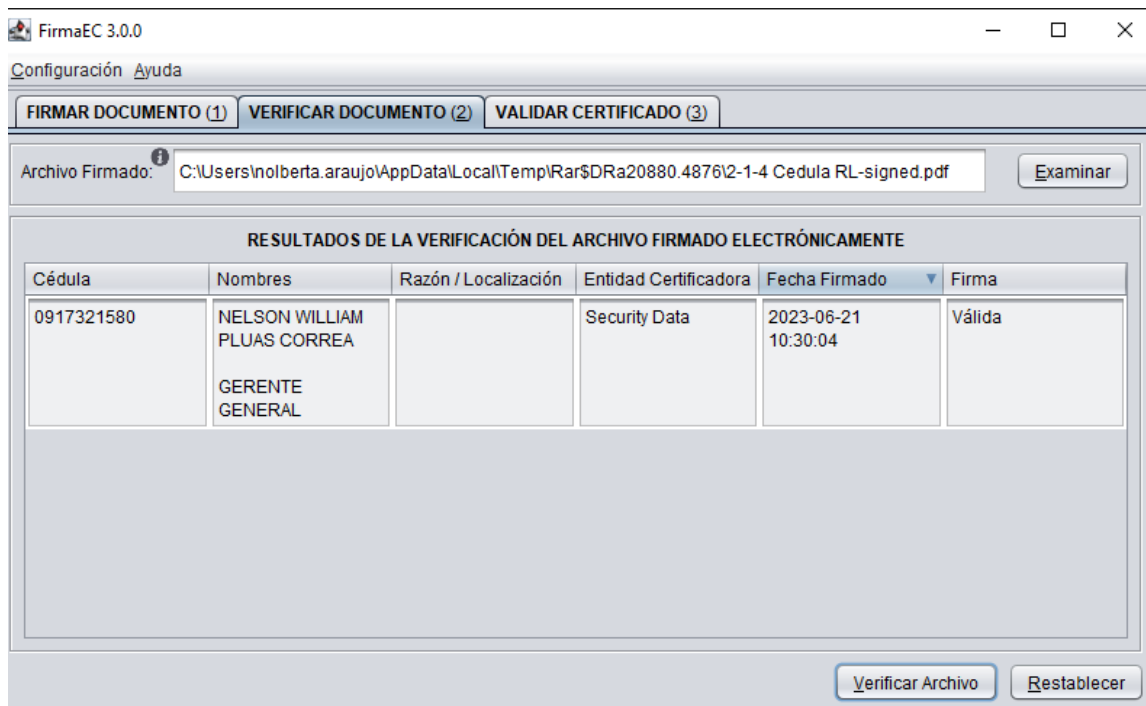 FirmaEC 3.0.0
Configuración Ayuda
FIRMAR DOCUMENTO (1) VERIFICAR DOCUMENTO (2) VALIDAR CERTIFICADO (3)
Archivo Firmado: C:\Users\nolberta.araujo\AppData\Local\Temp\Rar$DRa20880.4876\2-1-4 Cedula RL-signed.pdf Examinar
RESULTADOS DE LA VERIFICACIÓN DEL ARCHIVO FIRMADO ELECTRÓNICAMENTE
Cédula Nombres Razón / Localización Entidad Certificadora Fecha Firmado Firma
0917321580 NELSON WILLIAM Security Data 2023-06-21 Válida
PLUAS CORREA 10:30:04
GERENTE
GENERAL
Verificar Archivo Restablecer